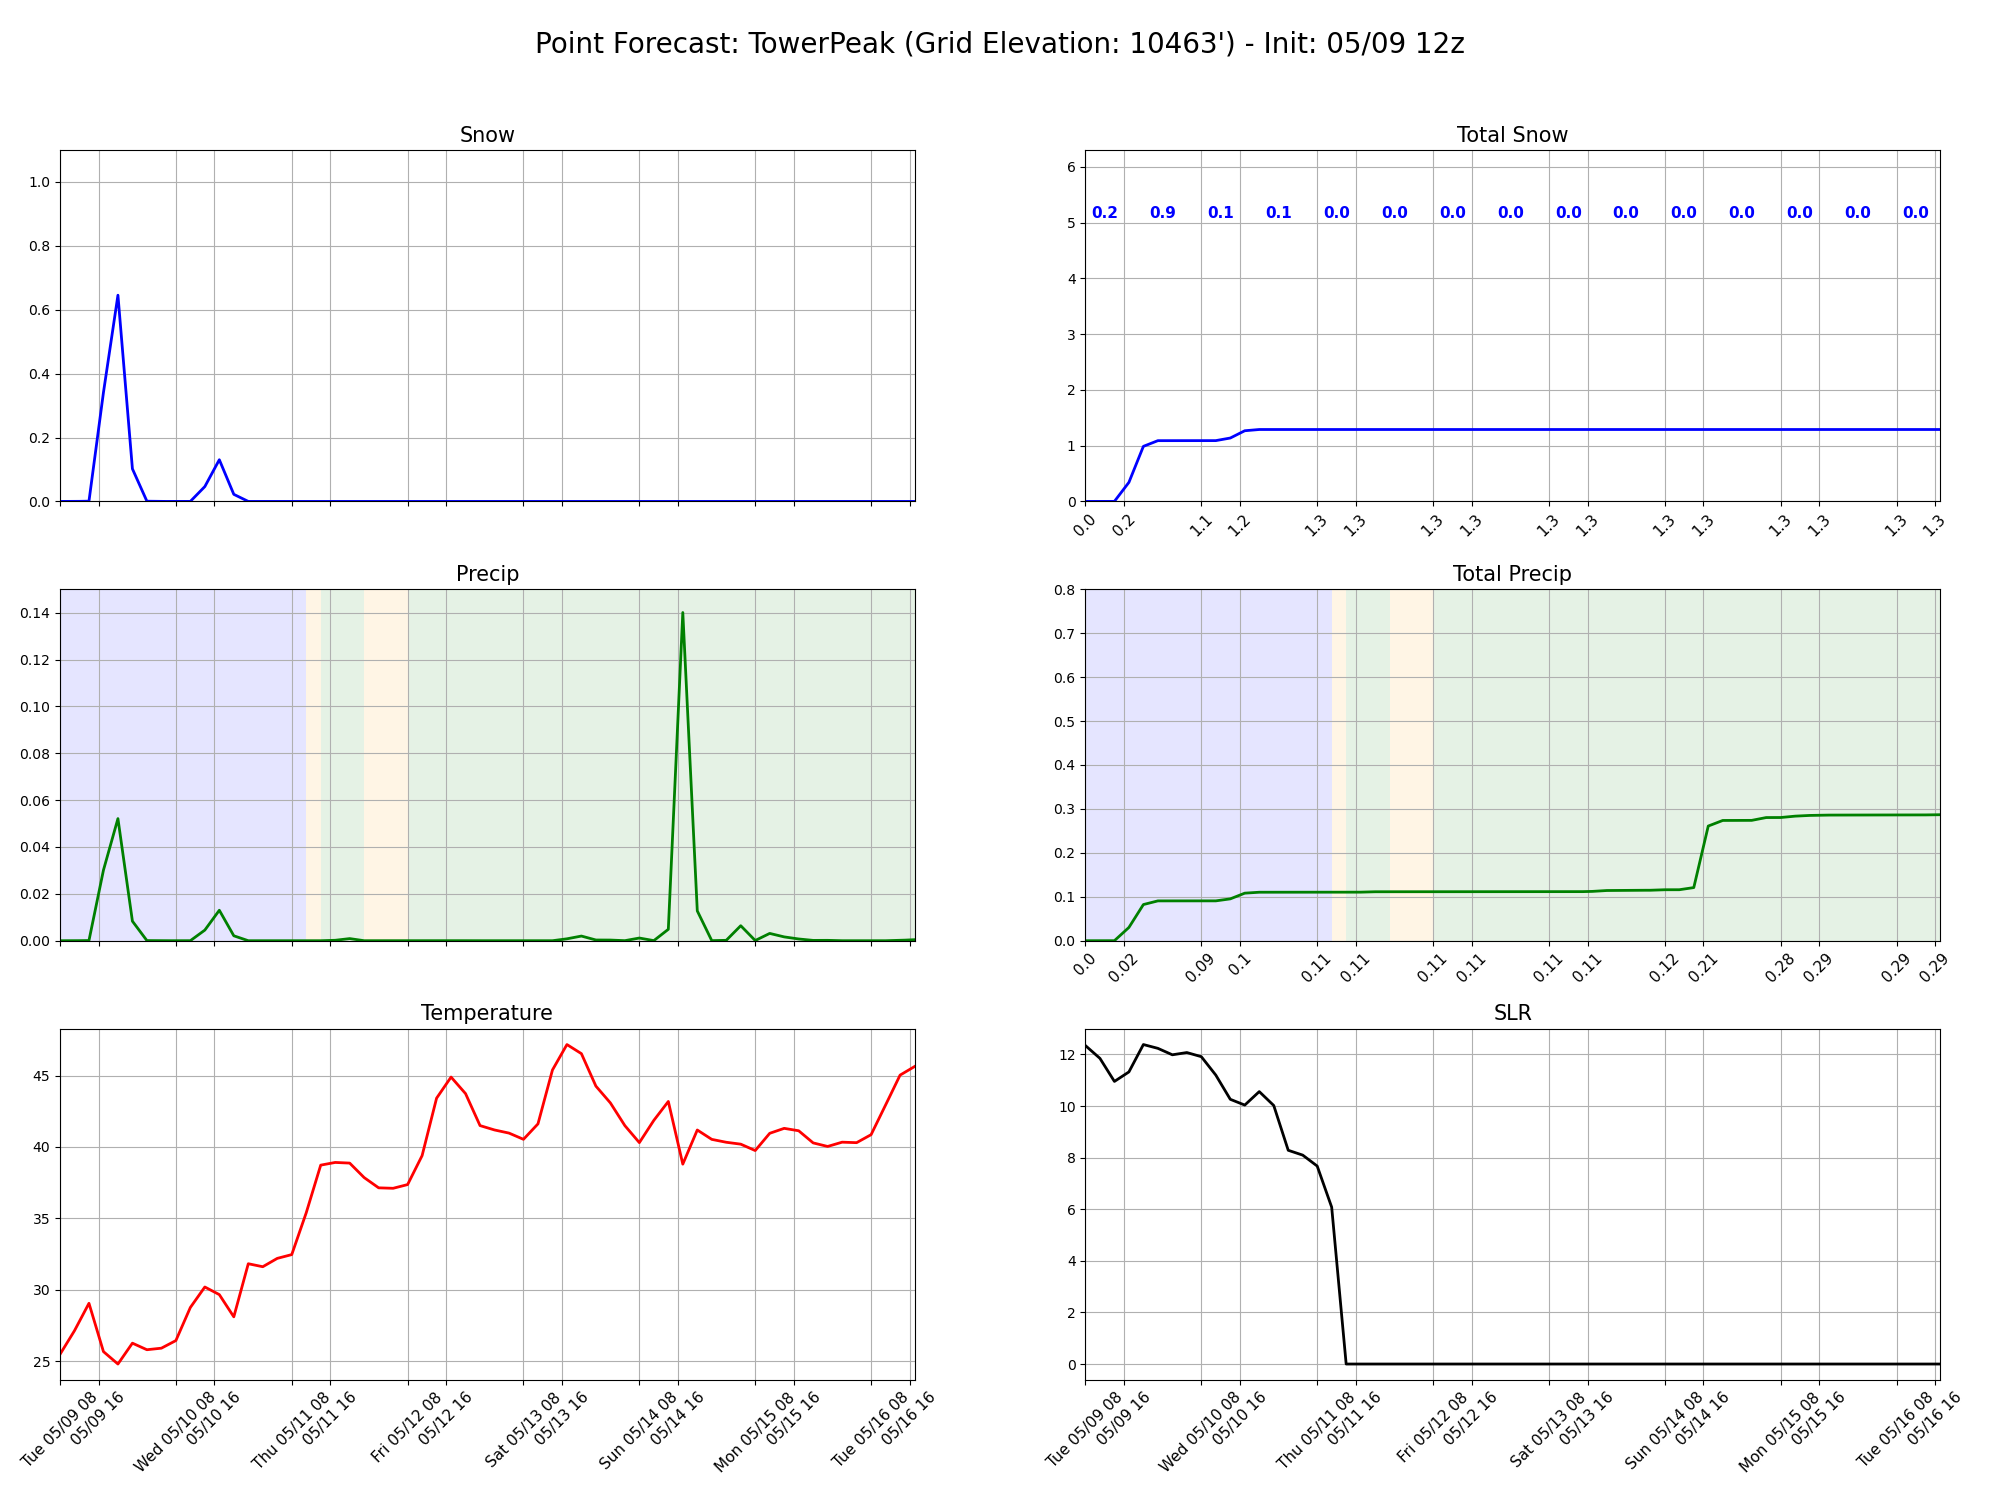 Point Forecast: TowerPeak (Grid Elevation: 10463') - Init: 05/09 12z
Snow
1.0
0.8
0.6
0.4
0.2
0.0
Total Snow
6
5
4
3
2
1
0
0.2 0.9 0.1 0.1 0.0 0.0 0.0 0.0 0.0 0.0 0.0 0.0 0.0 0.0 0.0
0.0 0.2 1.1 1.2 1.3 1.3 1.3 1.3 1.3 1.3 1.3 1.3 1.3 1.3 1.3 1.3
Precip
0.14
0.12
0.10
0.08
0.06
0.04
0.02
0.00
Total Precip
0.8
0.7
0.6
0.5
0.4
0.3
0.2
0.1
0.0
0.0 0.02 0.09 0.1 0.11 0.11 0.11 0.11 0.11 0.11 0.12 0.21 0.28 0.29 0.29 0.29
Temperature
45
40
35
30
25
Tue 05/09 08
05/09 16
Wed 05/10 08
05/10 16
Thu 05/11 08
05/11 16
Fri 05/12 08
05/12 16
Sat 05/13 08
05/13 16
Sun 05/14 08
05/14 16
Mon 05/15 08
05/15 16
Tue 05/16 08
05/16 16
SLR
12
10
8
6
4
2
0
Tue 05/09 08
05/09 16
Wed 05/10 08
05/10 16
Thu 05/11 08
05/11 16
Fri 05/12 08
05/12 16
Sat 05/13 08
05/13 16
Sun 05/14 08
05/14 16
Mon 05/15 08
05/15 16
Tue 05/16 08
05/16 16